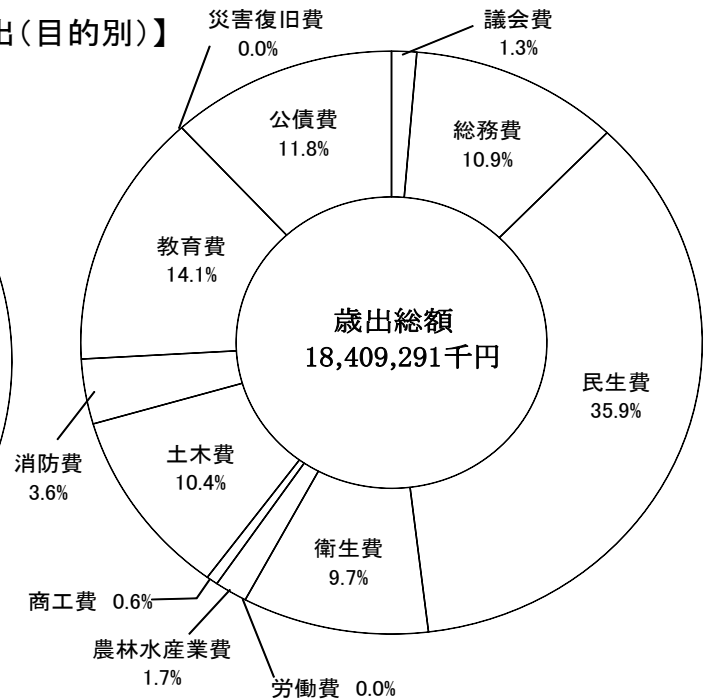 出(目的別)】
災害復旧費
0.0%
議会費
1.3%
公債費
11.8%
総務費
10.9%
教育費
14.1%
歳出総額
18,409,291千円
民生費
35.9%
消防費
3.6%
土木費
10.4%
衛生費
9.7%
商工費 0.6%
農林水産業費
1.7%
労働費 0.0%